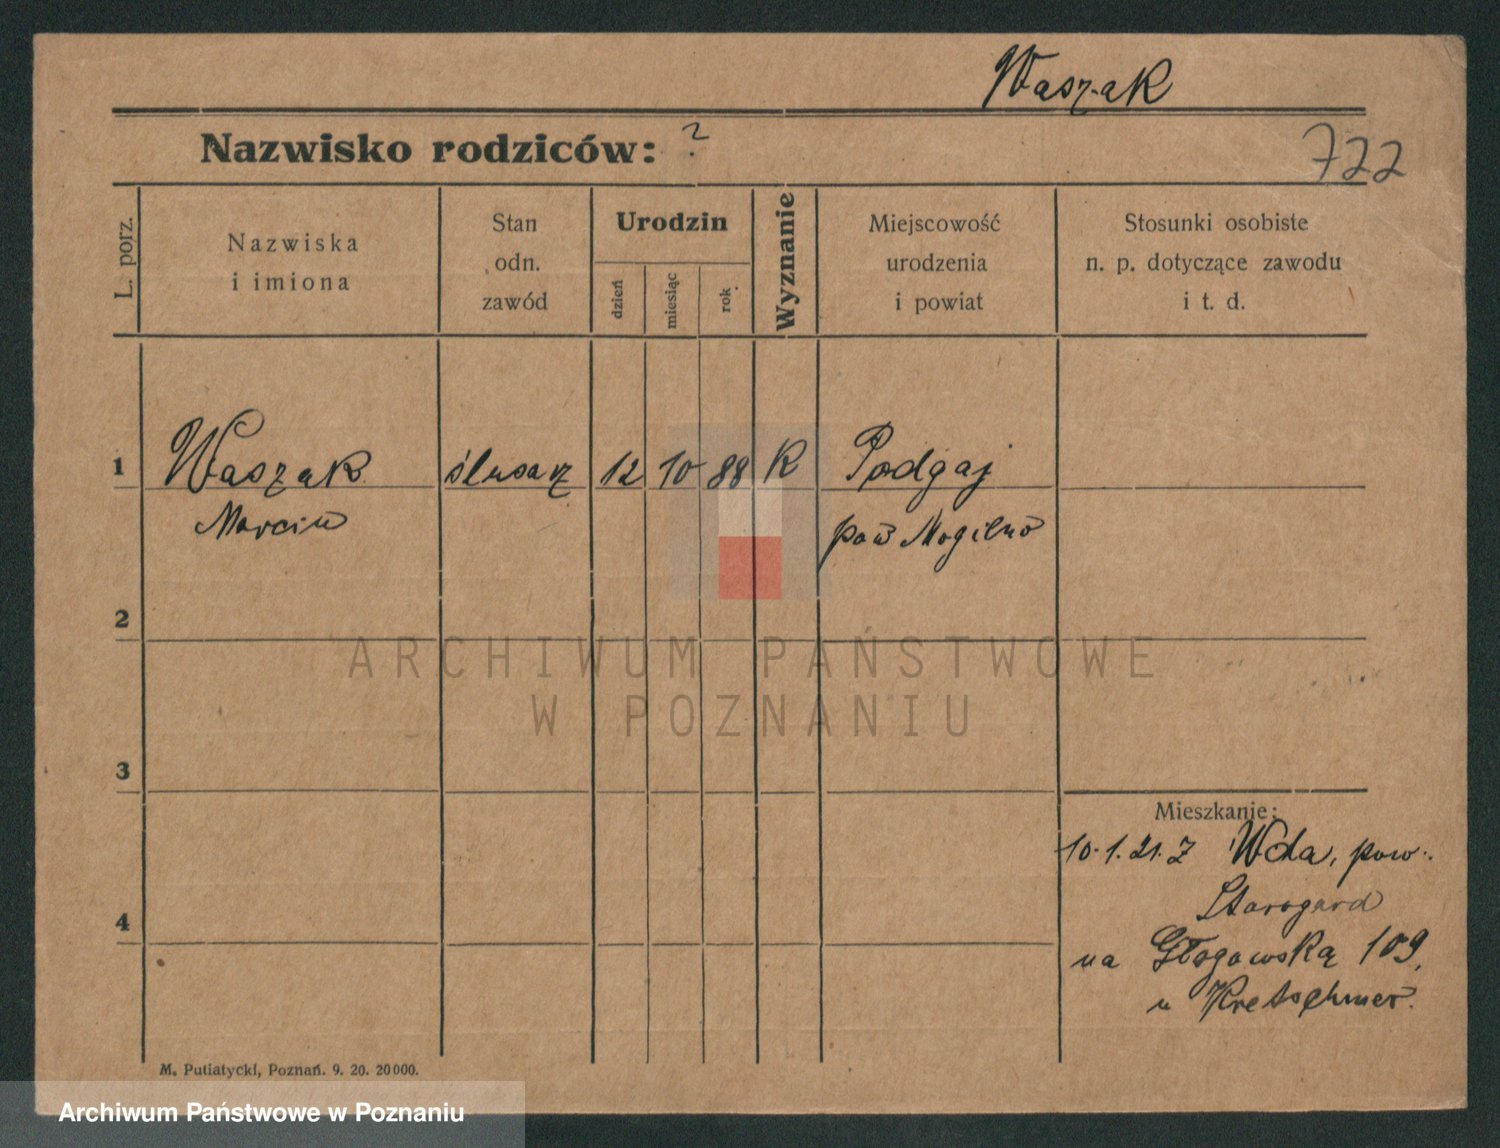 Waszak
Nazwisko rodziców: ?
722
L. porz.
Nazwiska
i imiona
Stan
odn.
zawód
Urodzin
dzień
miesiąc
rok
Wyznanie
Miejscowość
urodzenia
i powiat
Stosunki osobiste
n. p. dotyczące zawodu
i t. d.
1 Waszak ślusarz 12 10 88 K Podgaj
Marcin pow Mogilno
2
ARCHIWUM PAŃSTWOWE
W POZNANIU
3
Mieszkanie:
10.1.21. Z Wda, pow.
Starogard
4
na Głogowską 109,
u Kretschmer.
M. Putiatycki, Poznań. 9. 20. 20000.
Archiwum Państwowe w Poznaniu